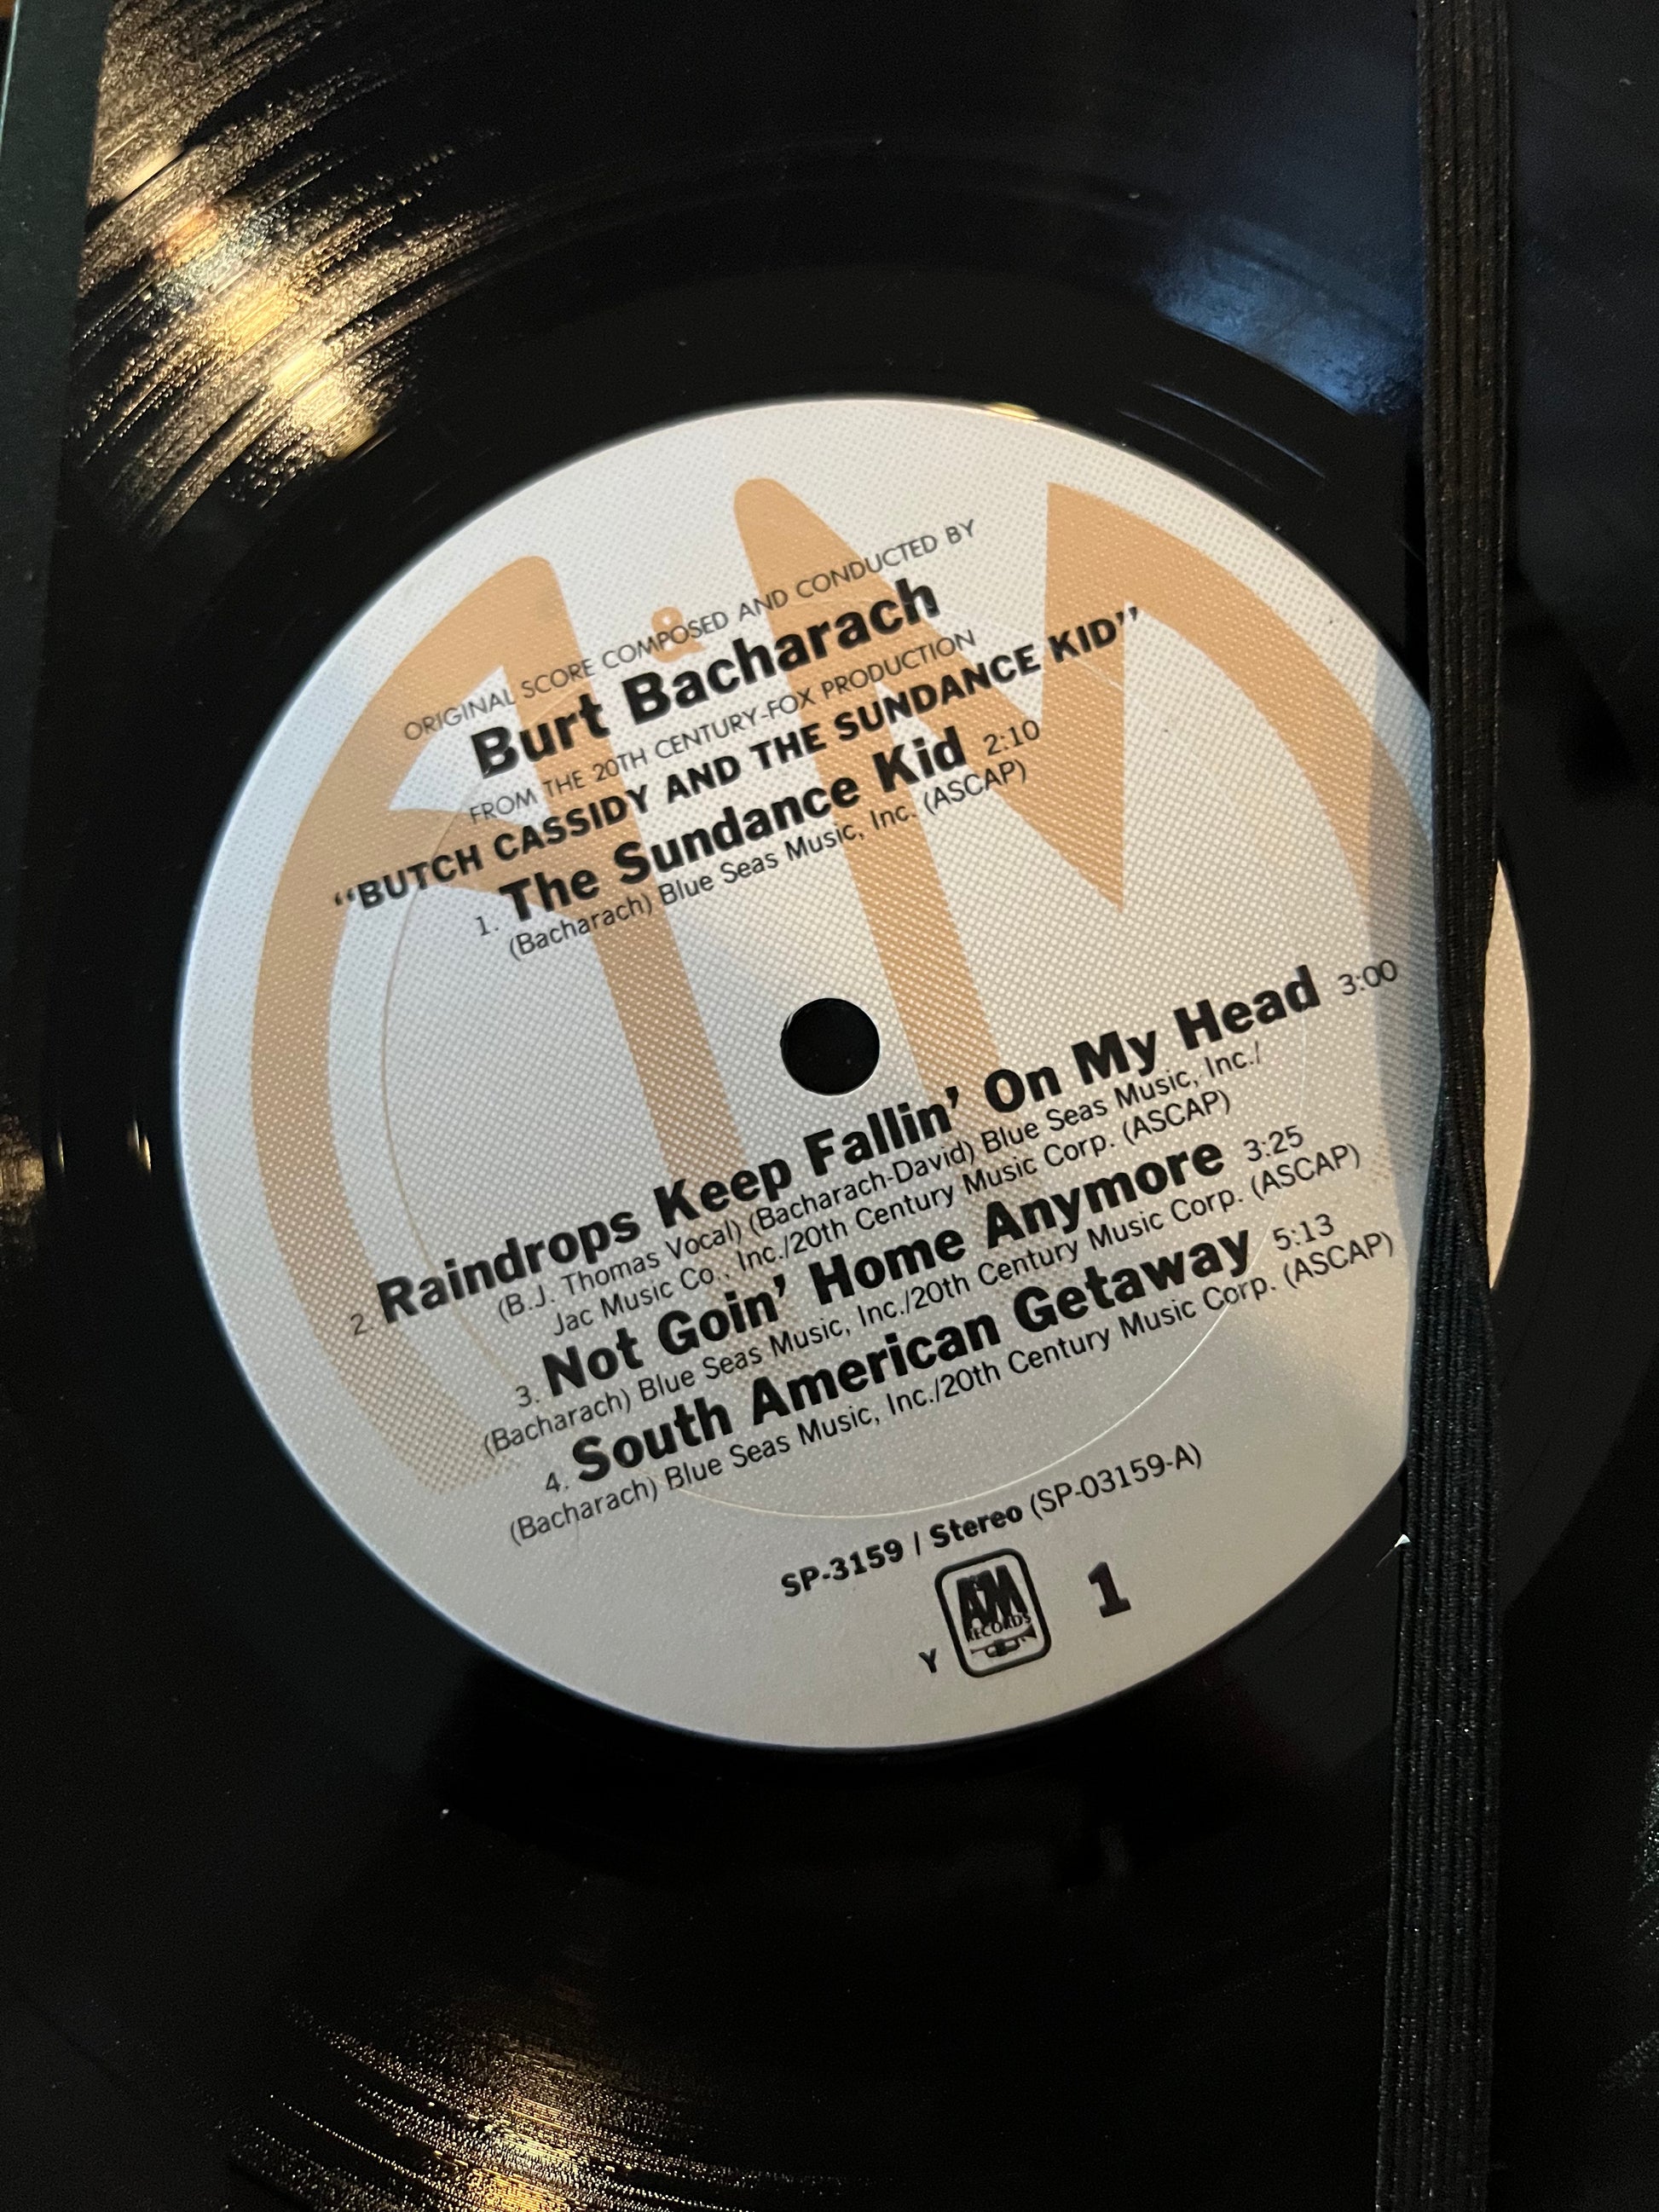 A&M
ORIGINAL SCORE COMPOSED AND CONDUCTED BY
Burt Bacharach
FROM THE 20TH CENTURY-FOX PRODUCTION
“BUTCH CASSIDY AND THE SUNDANCE KID”
1. The Sundance Kid 2:10
(Bacharach) Blue Seas Music, Inc. (ASCAP)
2. Raindrops Keep Fallin’ On My Head 3:00
(B.J. Thomas Vocal) (Bacharach-David) Blue Seas Music, Inc./
Jac Music Co., Inc./20th Century Music Corp. (ASCAP)
3. Not Goin’ Home Anymore 3:25
(Bacharach) Blue Seas Music, Inc./20th Century Music Corp. (ASCAP)
4. South American Getaway 5:13
(Bacharach) Blue Seas Music, Inc./20th Century Music Corp. (ASCAP)
SP-3159 / Stereo (SP-03159-A)
Y A&M RECORDS 1